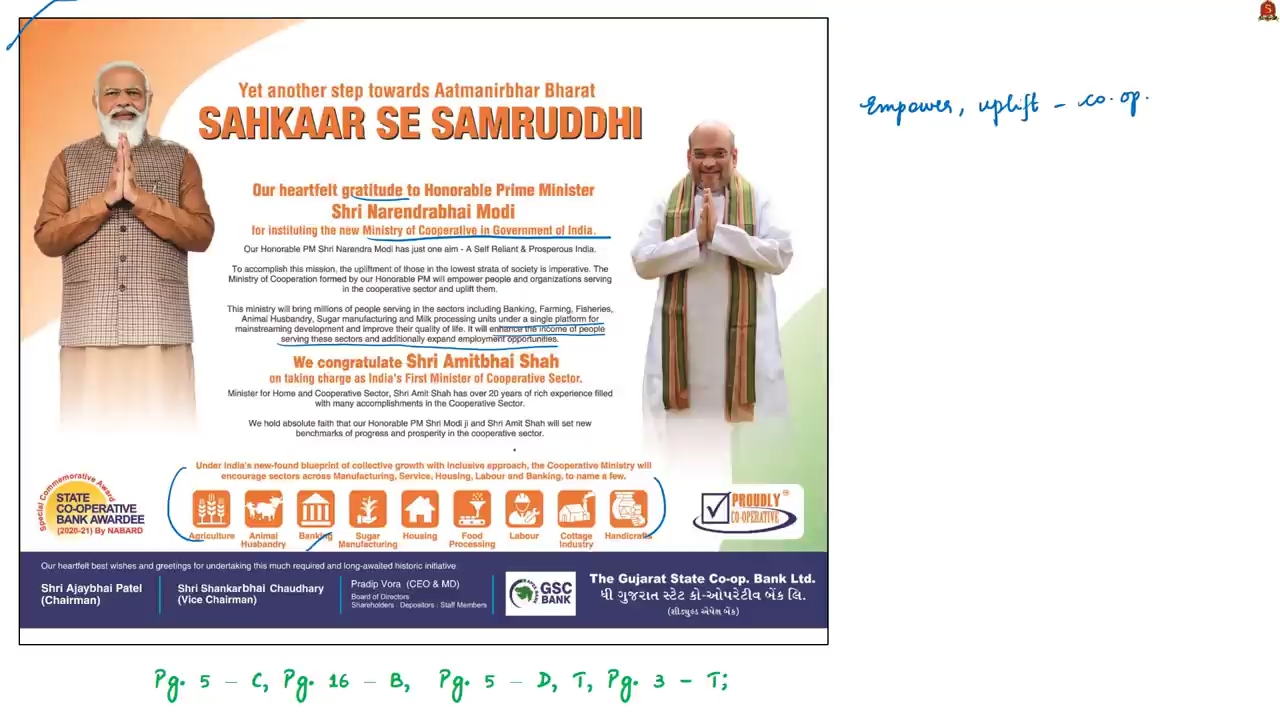 Yet another step towards Aatmanirbhar Bharat
SAHKAAR SE SAMRUDDHI
Empower, uplift - co.op.
Our heartfelt gratitude to Honorable Prime Minister
Shri Narendrabhai Modi
for instituting the new Ministry of Cooperative in Government of India.
Our Honorable PM Shri Narendra Modi has just one aim - A Self Reliant & Prosperous India.
To accomplish this mission, the upliftment of those in the lowest strata of society is imperative. The
Ministry of Cooperation formed by our Honorable PM will empower people and organizations serving
in the cooperative sector and uplift them.
This ministry will bring millions of people serving in the sectors including Banking, Farming, Fisheries,
Animal Husbandry, Sugar manufacturing and Milk processing units under a single platform for
mainstreaming development and improve their quality of life. It will enhance the income of people
serving these sectors and additionally expand employment opportunities.
We congratulate Shri Amitbhai Shah
on taking charge as India's First Minister of Cooperative Sector.
Minister for Home and Cooperative Sector, Shri Amit Shah has over 20 years of rich experience filled
with many accomplishments in the Cooperative Sector.
We hold absolute faith that our Honorable PM Shri Modi ji and Shri Amit Shah will set new
benchmarks of progress and prosperity in the cooperative sector.
Under India's new-found blueprint of collective growth with inclusive approach, the Cooperative Ministry will
encourage sectors across Manufacturing, Service, Housing, Labour and Banking, to name a few.
Special Commemorative Award
STATE
CO-OPERATIVE
BANK AWARDEE
(2020-21) By NABARD
Agriculture
Animal
Husbandry
Banking
Sugar
Manufacturing
Housing
Food
Processing
Labour
Cottage
Industry
Handicrafts
PROUDLY
CO-OPERATIVE
Our heartfelt best wishes and greetings for undertaking this much required and long-awaited historic initiative
Shri Ajaybhai Patel
(Chairman)
Shri Shankarbhai Chaudhary
(Vice Chairman)
Pradip Vora (CEO & MD)
Board of Directors
Shareholders | Depositors | Staff Members
GSC
BANK
The Gujarat State Co-op. Bank Ltd.
ધી ગુજરાત સ્ટેટ કો-ઓપરેટીવ બેંક લિ.
(શીડ્યુલ્ડ એપેક્ષ બેંક)
Pg. 5 - C, Pg. 16 - B, Pg. 5 - D, T, Pg. 3 - T;